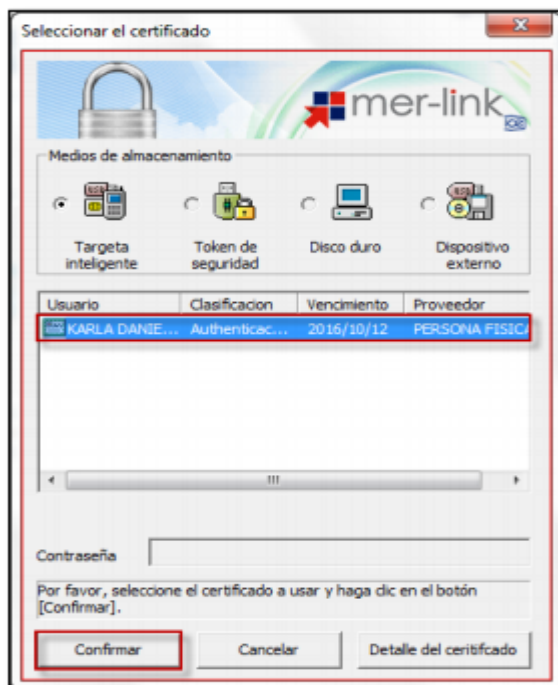 Seleccionar el certificado
mer-link
Medios de almacenamiento
Targeta inteligente
Token de seguridad
Disco duro
Dispositivo externo
Usuario Clasificacion Vencimiento Proveedor
KARLA DANIE... Authenticac... 2016/10/12 PERSONA FISICA
Contraseña
Por favor, seleccione el certificado a usar y haga clic en el botón
[Confirmar].
Confirmar Cancelar Detalle del ceritifcado